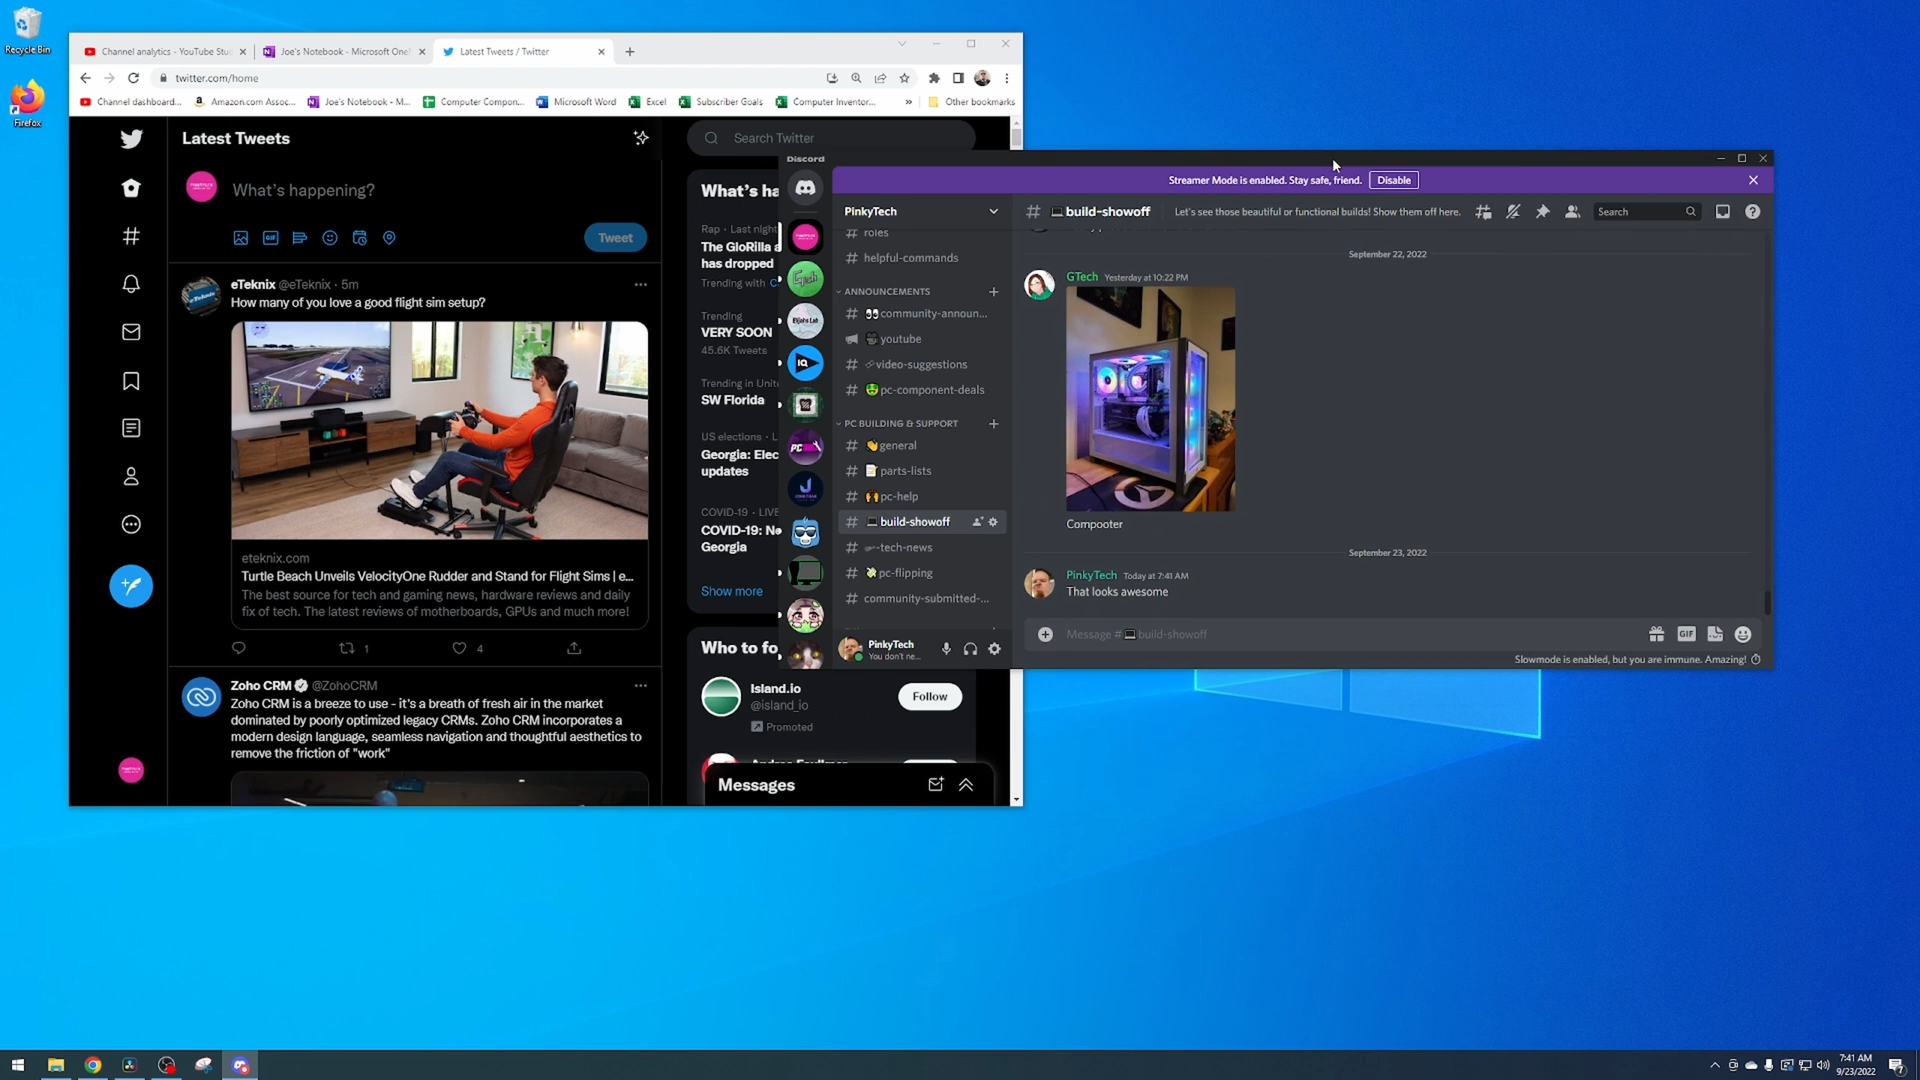 Recycle Bin
Firefox
Channel analytics - YouTube Stu
Joe's Notebook - Microsoft One
Latest Tweets / Twitter
twitter.com/home
Channel dashboard...
Amazon.com Assoc...
Joe's Notebook - M...
Computer Compon...
Microsoft Word
Excel
Subscriber Goals
Computer Inventor...
»
Other bookmarks
Latest Tweets
Search Twitter
What's happening?
Tweet
eTeknix @eTeknix · 5m
How many of you love a good flight sim setup?
eteknix.com
Turtle Beach Unveils VelocityOne Rudder and Stand for Flight Sims | e...
The best source for tech and gaming news, hardware reviews and daily
fix of tech. The latest reviews of motherboards, GPUs and much more!
1
4
Zoho CRM @ZohoCRM
Zoho CRM is a breeze to use - it's a breath of fresh air in the market
dominated by poorly optimized legacy CRMs. Zoho CRM incorporates a
modern design language, seamless navigation and thoughtful aesthetics to
remove the friction of "work"
What's ha
Rap · Last night
The GloRilla a
has dropped
Trending with C
Trending
VERY SOON
45.6K Tweets
Trending in Unit
SW Florida
US elections · L
Georgia: Elec
updates
COVID-19 · LIVE
COVID-19: Ne
Georgia
Show more
Who to fo
Island.io
@island_io
Promoted
Follow
Messages
Discord
Streamer Mode is enabled. Stay safe, friend.
Disable
PinkyTech
# roles
# helpful-commands
ANNOUNCEMENTS
# 👀community-announ...
youtube
# video-suggestions
# 🤑pc-component-deals
PC BUILDING & SUPPORT
# 👋general
# 📝parts-lists
# 🙌pc-help
# 💻build-showoff
# -tech-news
# 💸pc-flipping
# community-submitted-...
PinkyTech
You don't ne...
# 💻build-showoff
Let's see those beautiful or functional builds! Show them off here.
Search
September 22, 2022
GTech Yesterday at 10:22 PM
Compooter
September 23, 2022
PinkyTech Today at 7:41 AM
That looks awesome
Message #💻build-showoff
GIF
Slowmode is enabled, but you are immune. Amazing!
7:41 AM
9/23/2022